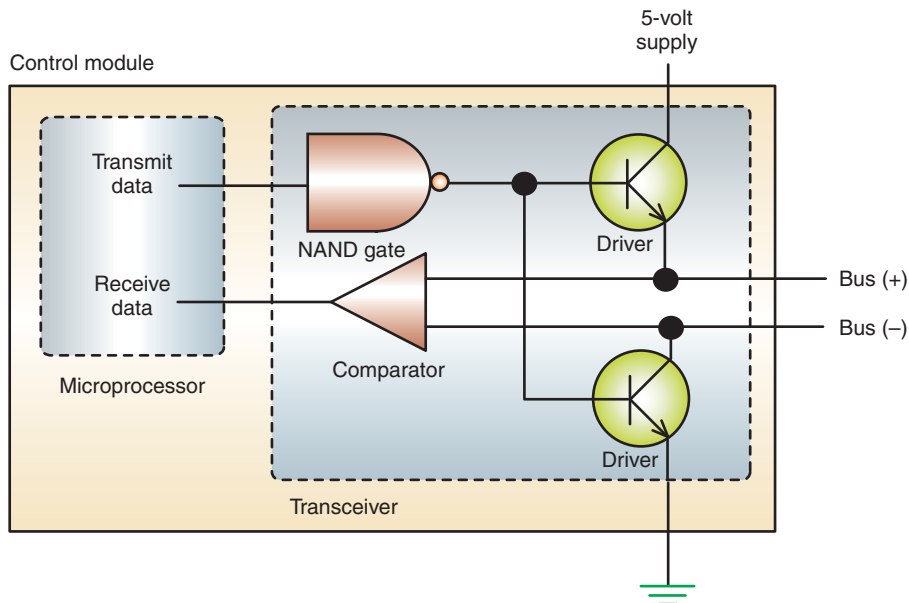 5-volt
supply
Control module
Transmit
data
NAND gate
Driver
Receive
data
Bus (+)
Bus (–)
Comparator
Microprocessor
Driver
Transceiver